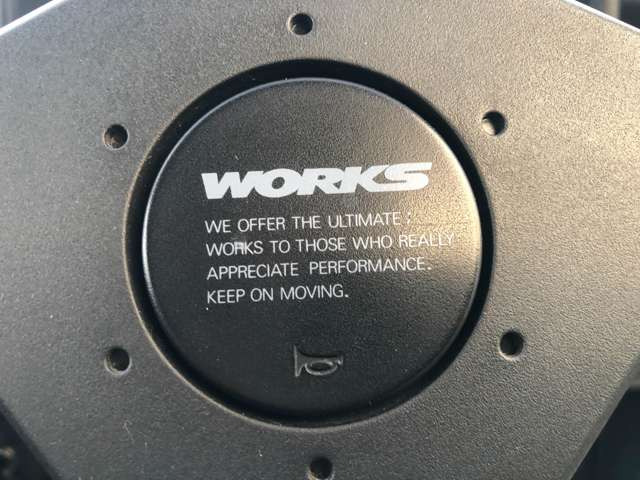 WORKS
WE OFFER THE ULTIMATE
WORKS TO THOSE WHO REALLY
APPRECIATE PERFORMANCE.
KEEP ON MOVING.